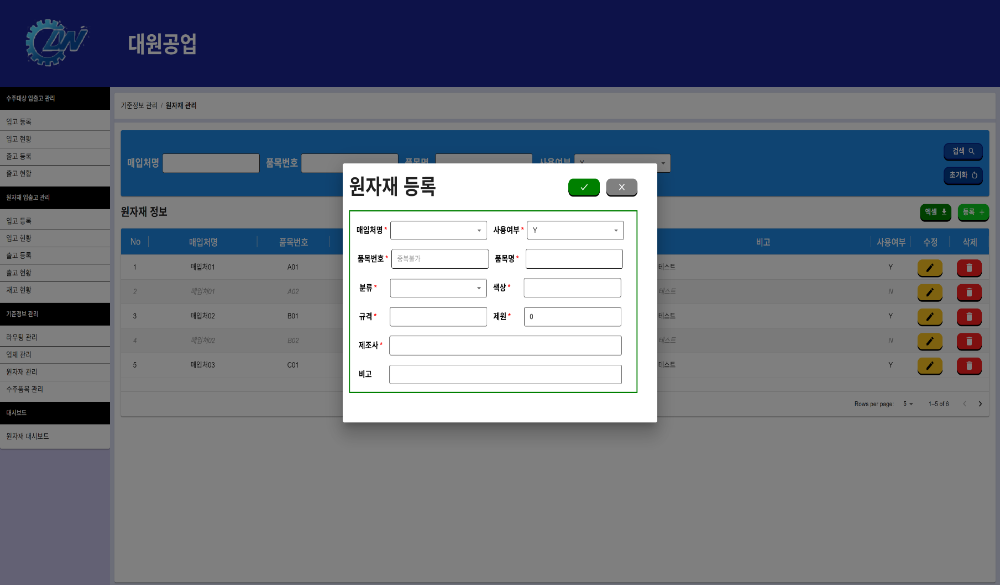 DW
대원공업
수주대상 입출고 관리
입고 등록
입고 현황
출고 등록
출고 현황
원자재 입출고 관리
입고 등록
입고 현황
출고 등록
출고 현황
재고 현황
기준정보 관리
라우팅 관리
업체 관리
원자재 관리
수주품목 관리
대시보드
원자재 대시보드
기준정보 관리 / 원자재 관리
매입처명 품목번호 품목명 사용여부 Y
검색
초기화
원자재 정보
엑셀 등록
No 매입처명 품목번호 비고 사용여부 수정 삭제
1 매입처01 A01 테스트 Y
2 매입처01 A02 테스트 N
3 매입처02 B01 테스트 Y
4 매입처02 B02 테스트 N
5 매입처03 C01 테스트 Y
Rows per page: 5 1–5 of 6
원자재 등록
매입처명 * 사용여부 * Y
품목번호 * 중복불가 품목명 *
분류 * 색상 *
규격 * 제원 * 0
제조사 *
비고